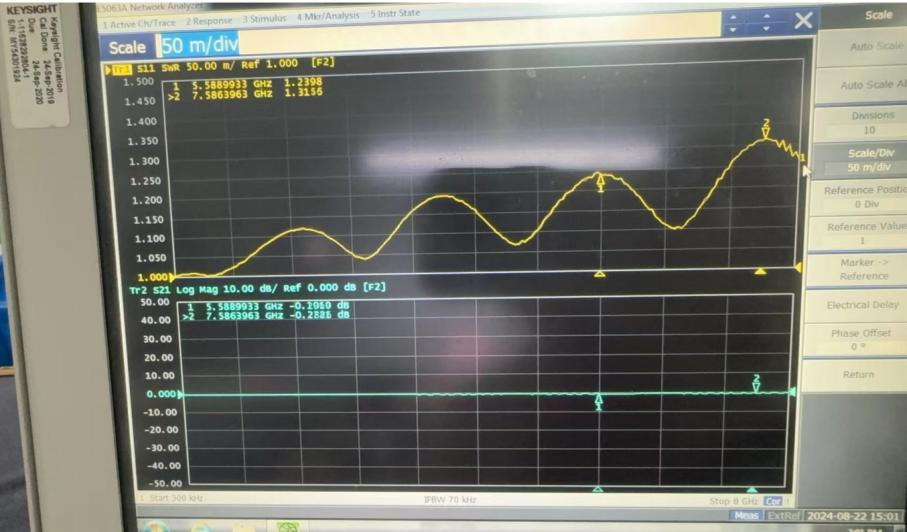 KEYSIGHT
Keysight Calibration
Cal Done: 24-Sep-2019
Due: 24-Sep-2020
S/N: MY54301924
E5063A Network Analyzer
1 Active Ch/Trace 2 Response 3 Stimulus 4 Mkr/Analysis 5 Instr State
Scale 50 m/div
Tr1 S11 SWR 50.00 m/ Ref 1.000 [F2]
1 5.5889933 GHz 1.2398
>2 7.5863963 GHz 1.3156
1.500
1.450
1.400
1.350
1.300
1.250
1.200
1.150
1.100
1.050
1.000
2
1
1
Tr2 S21 Log Mag 10.00 dB/ Ref 0.000 dB [F2]
1 5.5889933 GHz
>2 7.5863963 GHz
50.00
40.00
30.00
20.00
10.00
0.000
-10.00
-20.00
-30.00
-40.00
-50.00
2
1
1 Start 300 kHz IFBW 70 kHz Stop 8 GHz Cor !
Meas ExtRef 2024-08-22 15:01
Scale
Auto Scale
Auto Scale Al
Divisions
10
Scale/Div
50 m/div
Reference Positio
0 Div
Reference Value
1
Marker ->
Reference
Electrical Delay
Phase Offset
0 °
Return